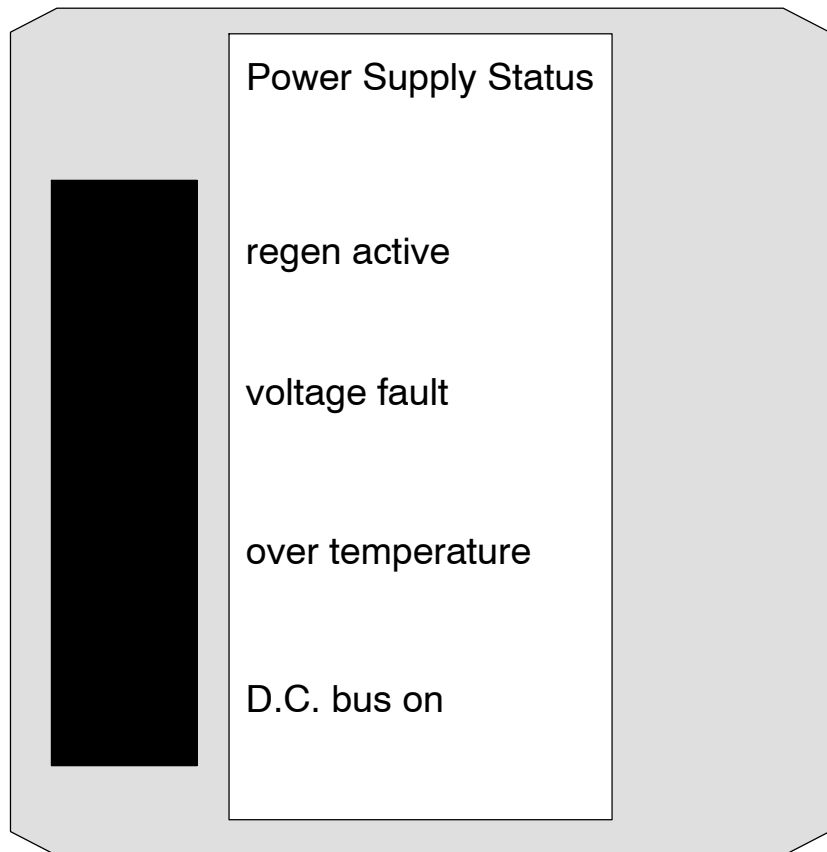 Power Supply Status
regen active
voltage fault
over temperature
D.C. bus on